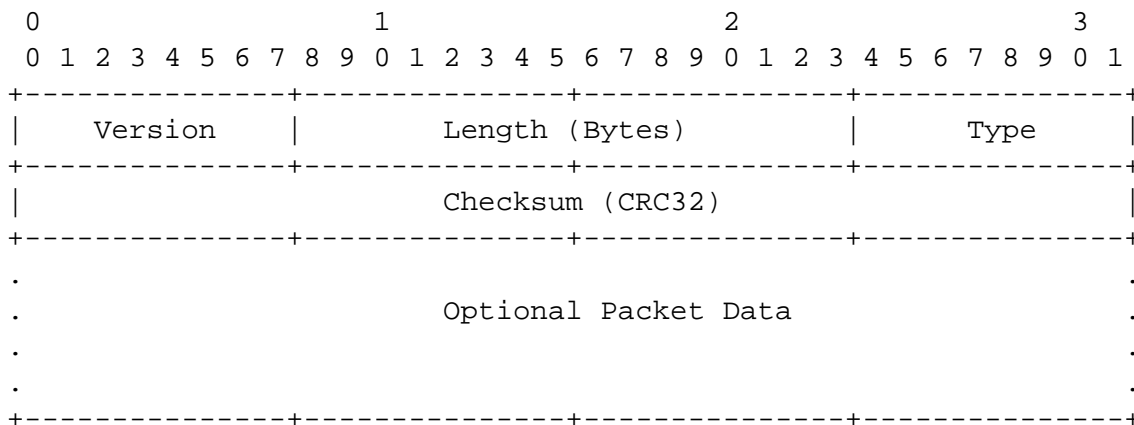 0                   1                   2                   3
 0 1 2 3 4 5 6 7 8 9 0 1 2 3 4 5 6 7 8 9 0 1 2 3 4 5 6 7 8 9 0 1
+---------------+---------------+---------------+---------------+
|    Version    |        Length (Bytes)         |      Type     |
+---------------+---------------+---------------+---------------+
|                        Checksum (CRC32)                       |
+---------------+---------------+---------------+---------------+
.                                                               .
.                        Optional Packet Data                   .
.                                                               .
.                                                               .
+---------------+---------------+---------------+---------------+